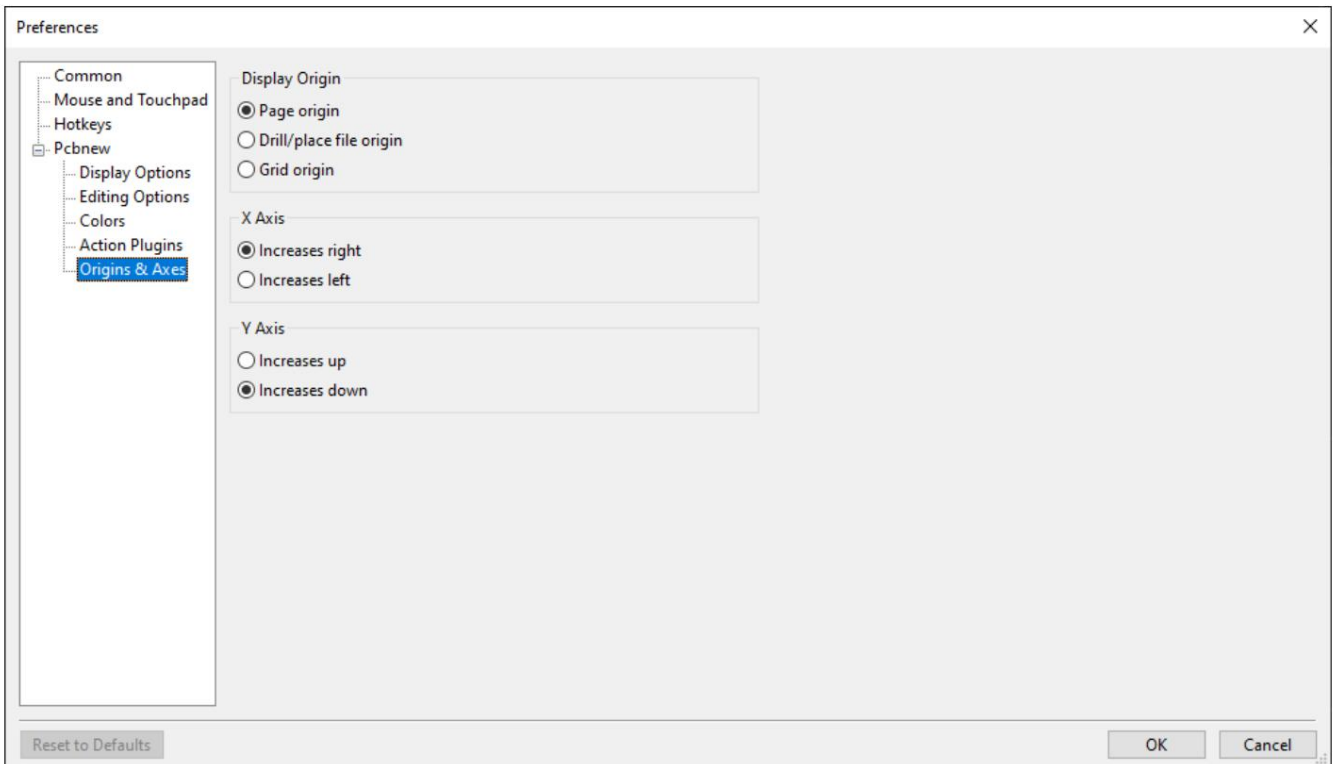 Preferences
Common
Mouse and Touchpad
Hotkeys
Pcbnew
Display Options
Editing Options
Colors
Action Plugins
Origins & Axes
Display Origin
Page origin
Drill/place file origin
Grid origin
X Axis
Increases right
Increases left
Y Axis
Increases up
Increases down
Reset to Defaults
OK
Cancel